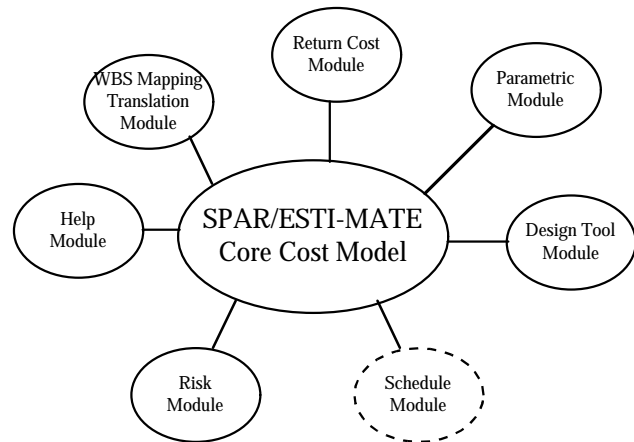 Return Cost
Module
WBS Mapping
Translation
Module
Parametric
Module
SPAR/ESTI-MATE
Core Cost Model
Help
Module
Design Tool
Module
Risk
Module
Schedule
Module